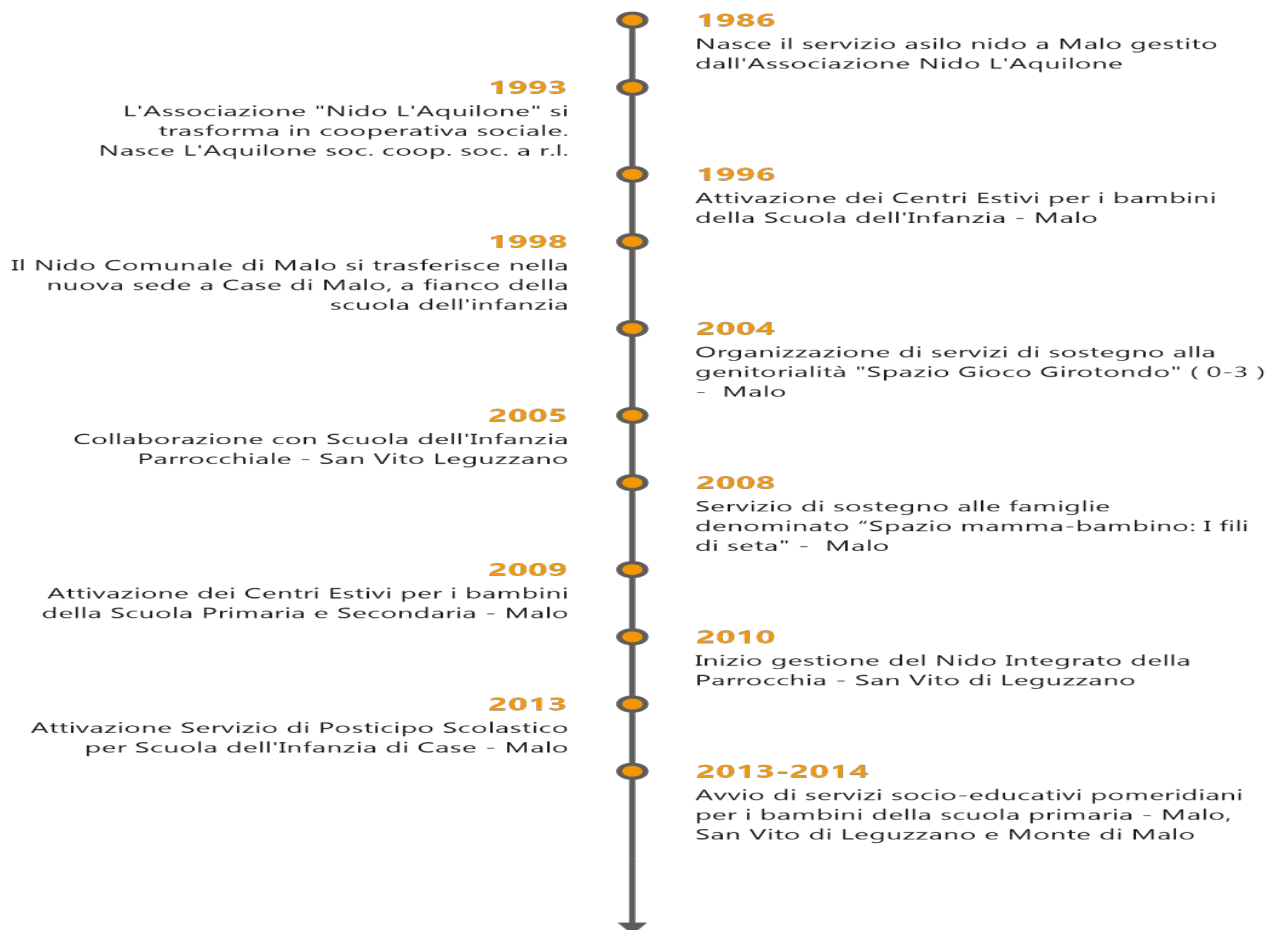 1986
Nasce il servizio asilo nido a Malo gestito
dall'Associazione Nido L'Aquilone
1993
L'Associazione "Nido L'Aquilone" si
trasforma in cooperativa sociale.
Nasce L'Aquilone soc. coop. soc. a r.l.
1996
Attivazione dei Centri Estivi per i bambini
della Scuola dell'Infanzia - Malo
1998
Il Nido Comunale di Malo si trasferisce nella
nuova sede a Case di Malo, a fianco della
scuola dell'infanzia
2004
Organizzazione di servizi di sostegno alla
genitorialità "Spazio Gioco Girotondo" ( 0-3 )
-  Malo
2005
Collaborazione con Scuola dell'Infanzia
Parrocchiale - San Vito Leguzzano
2008
Servizio di sostegno alle famiglie
denominato “Spazio mamma-bambino: I fili
di seta" -  Malo
2009
Attivazione dei Centri Estivi per i bambini
della Scuola Primaria e Secondaria - Malo
2010
Inizio gestione del Nido Integrato della
Parrocchia - San Vito di Leguzzano
2013
Attivazione Servizio di Posticipo Scolastico
per Scuola dell'Infanzia di Case - Malo
2013-2014
Avvio di servizi socio-educativi pomeridiani
per i bambini della scuola primaria - Malo,
San Vito di Leguzzano e Monte di Malo